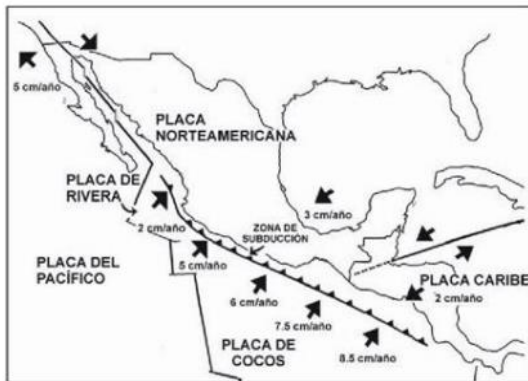 5 cm/año
PLACA
NORTEAMERICANA
PLACA DE
RIVERA
3 cm/año
2 cm/año
ZONA DE
SUBDUCCIÓN
5 cm/año
PLACA DEL
PACÍFICO
PLACA CARIBE
2 cm/año
6 cm/año
7.5 cm/año
PLACA DE
COCOS
8.5 cm/año